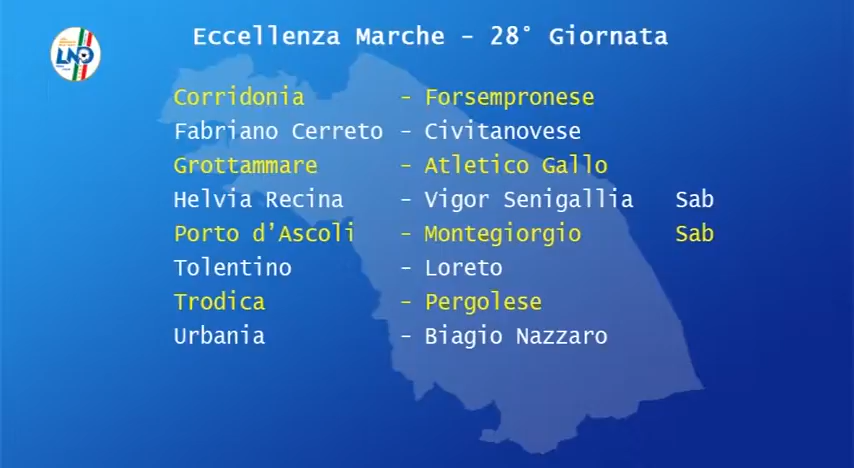 LND
Eccellenza Marche - 28° Giornata
Corridonia - Forsempronese
Fabriano Cerreto - Civitanovese
Grottammare - Atletico Gallo
Helvia Recina - Vigor Senigallia Sab
Porto d'Ascoli - Montegiorgio Sab
Tolentino - Loreto
Trodica - Pergolese
Urbania - Biagio Nazzaro